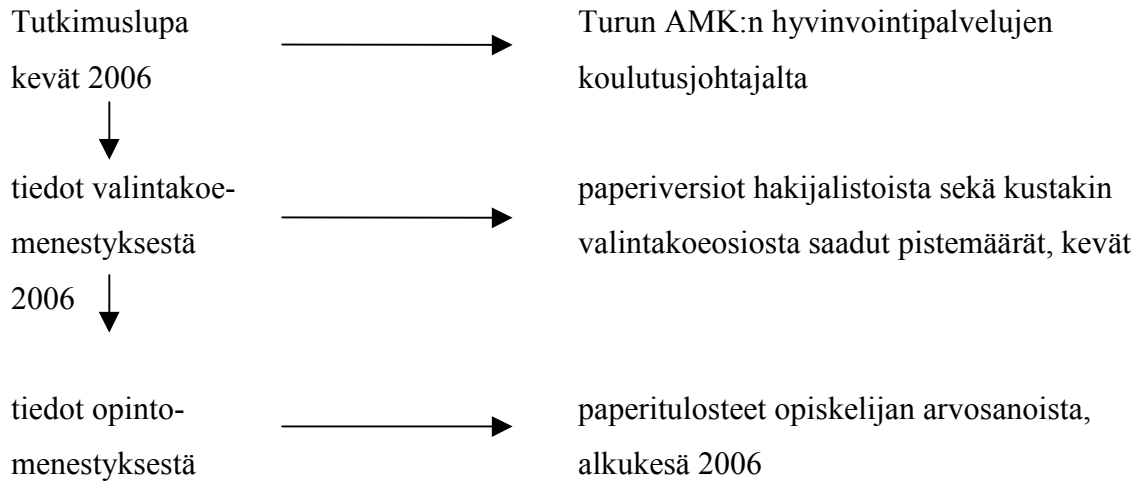 Tutkimuslupa
kevät 2006
Turun AMK:n hyvinvointipalvelujen
koulutusjohtajalta
tiedot valintakoe-
menestyksestä
paperiversiot hakijalistoista sekä kustakin
valintakoeosiosta saadut pistemäärät, kevät
2006
tiedot opinto-
menestyksestä
paperitulosteet opiskelijan arvosanoista,
alkukesä 2006